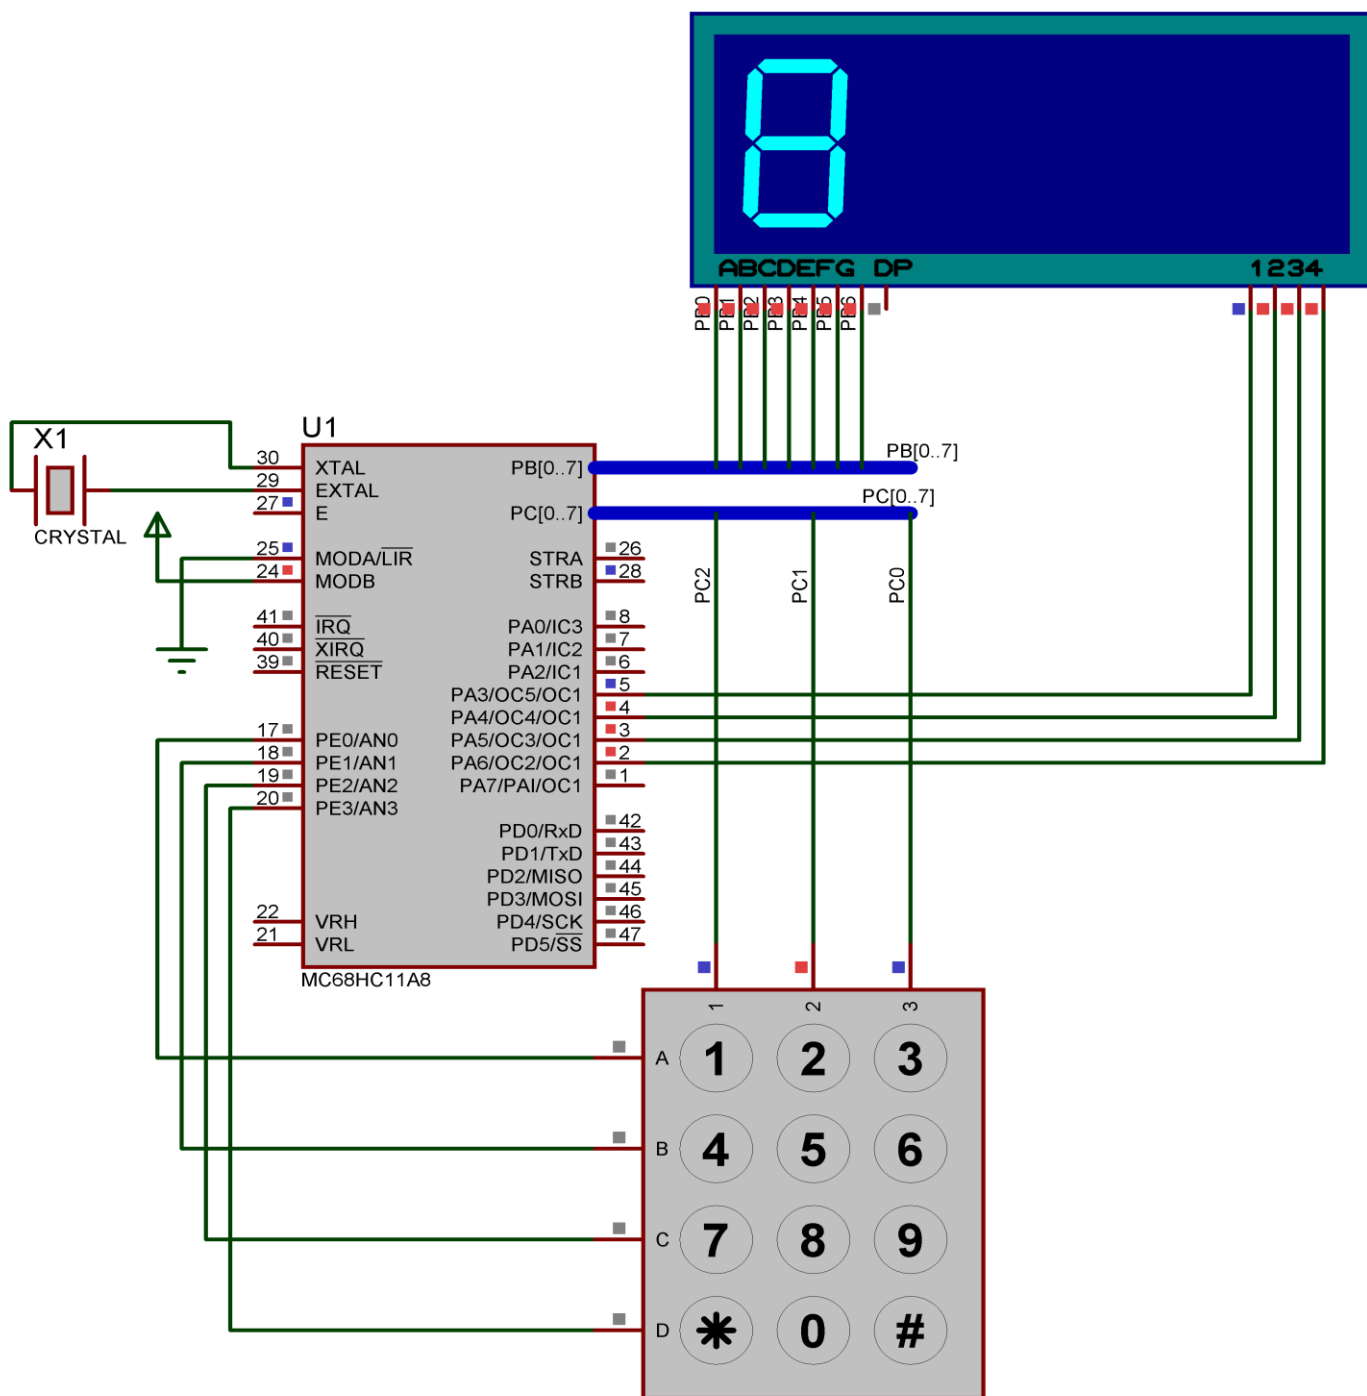 ABCDEFG DP
1234
PB0
PB1
PB2
PB3
PB4
PB5
PB6
U1
X1
CRYSTAL
30 XTAL
29 EXTAL
27 E
25 MODA/LIR
24 MODB
41 IRQ
40 XIRQ
39 RESET
17 PE0/AN0
18 PE1/AN1
19 PE2/AN2
20 PE3/AN3
22 VRH
21 VRL
PB[0..7] PB[0..7]
PC[0..7] PC[0..7]
STRA 26
STRB 28
PA0/IC3 8
PA1/IC2 7
PA2/IC1 6
PA3/OC5/OC1 5
PA4/OC4/OC1 4
PA5/OC3/OC1 3
PA6/OC2/OC1 2
PA7/PAI/OC1 1
PD0/RxD 42
PD1/TxD 43
PD2/MISO 44
PD3/MOSI 45
PD4/SCK 46
PD5/SS 47
MC68HC11A8
PC2
PC1
PC0
1 2 3
A 1 2 3
B 4 5 6
C 7 8 9
D * 0 #
8